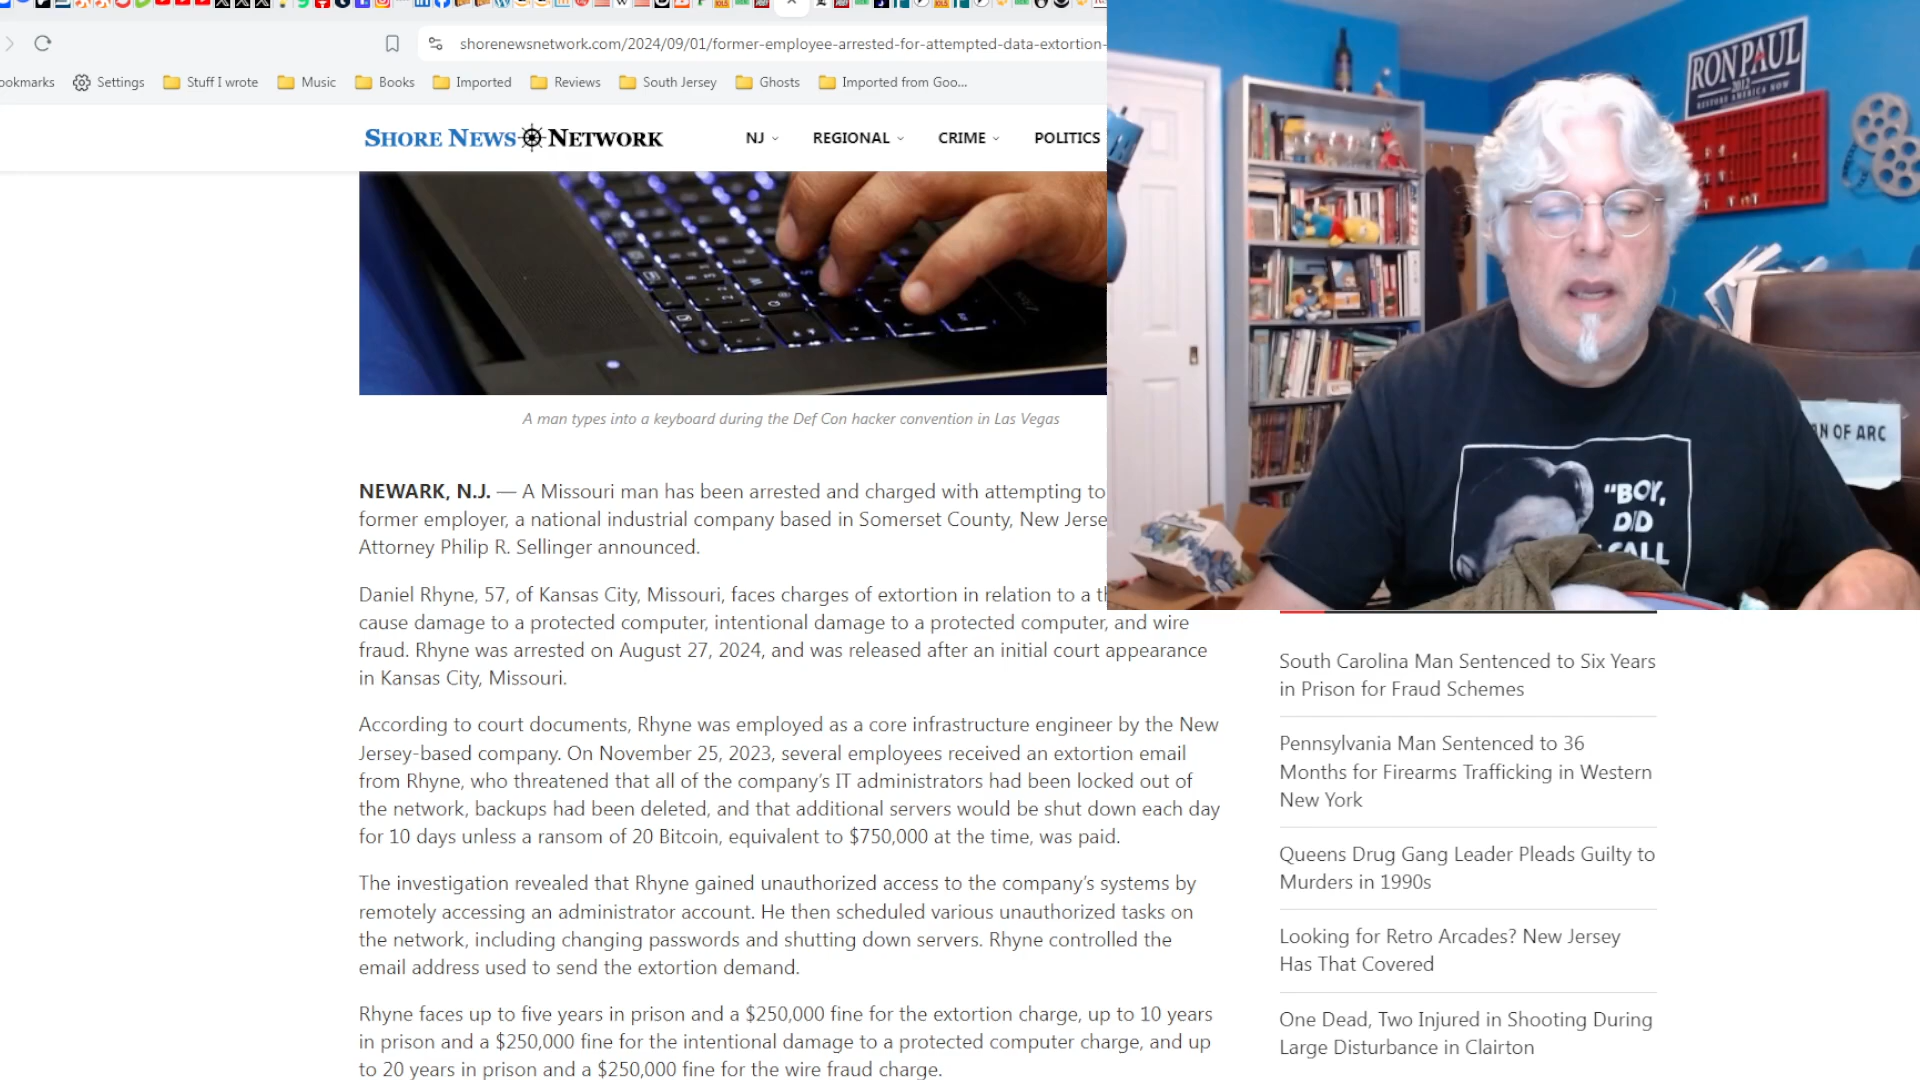 shorenewsnetwork.com/2024/09/01/former-employee-arrested-for-attempted-data-extortion-
ookmarks Settings Stuff I wrote Music Books Imported Reviews South Jersey Ghosts Imported from Goo...
SHORE NEWS NETWORK NJ REGIONAL CRIME POLITICS
RON PAUL
2012
RESTORE AMERICA NOW
N OF ARC
"BOY,
DID
CALL
A man types into a keyboard during the Def Con hacker convention in Las Vegas
NEWARK, N.J. — A Missouri man has been arrested and charged with attempting to
former employer, a national industrial company based in Somerset County, New Jerse
Attorney Philip R. Sellinger announced.
Daniel Rhyne, 57, of Kansas City, Missouri, faces charges of extortion in relation to a th
cause damage to a protected computer, intentional damage to a protected computer, and wire
fraud. Rhyne was arrested on August 27, 2024, and was released after an initial court appearance
in Kansas City, Missouri.
According to court documents, Rhyne was employed as a core infrastructure engineer by the New
Jersey-based company. On November 25, 2023, several employees received an extortion email
from Rhyne, who threatened that all of the company's IT administrators had been locked out of
the network, backups had been deleted, and that additional servers would be shut down each day
for 10 days unless a ransom of 20 Bitcoin, equivalent to $750,000 at the time, was paid.
The investigation revealed that Rhyne gained unauthorized access to the company's systems by
remotely accessing an administrator account. He then scheduled various unauthorized tasks on
the network, including changing passwords and shutting down servers. Rhyne controlled the
email address used to send the extortion demand.
Rhyne faces up to five years in prison and a $250,000 fine for the extortion charge, up to 10 years
in prison and a $250,000 fine for the intentional damage to a protected computer charge, and up
to 20 years in prison and a $250,000 fine for the wire fraud charge.
South Carolina Man Sentenced to Six Years
in Prison for Fraud Schemes
Pennsylvania Man Sentenced to 36
Months for Firearms Trafficking in Western
New York
Queens Drug Gang Leader Pleads Guilty to
Murders in 1990s
Looking for Retro Arcades? New Jersey
Has That Covered
One Dead, Two Injured in Shooting During
Large Disturbance in Clairton